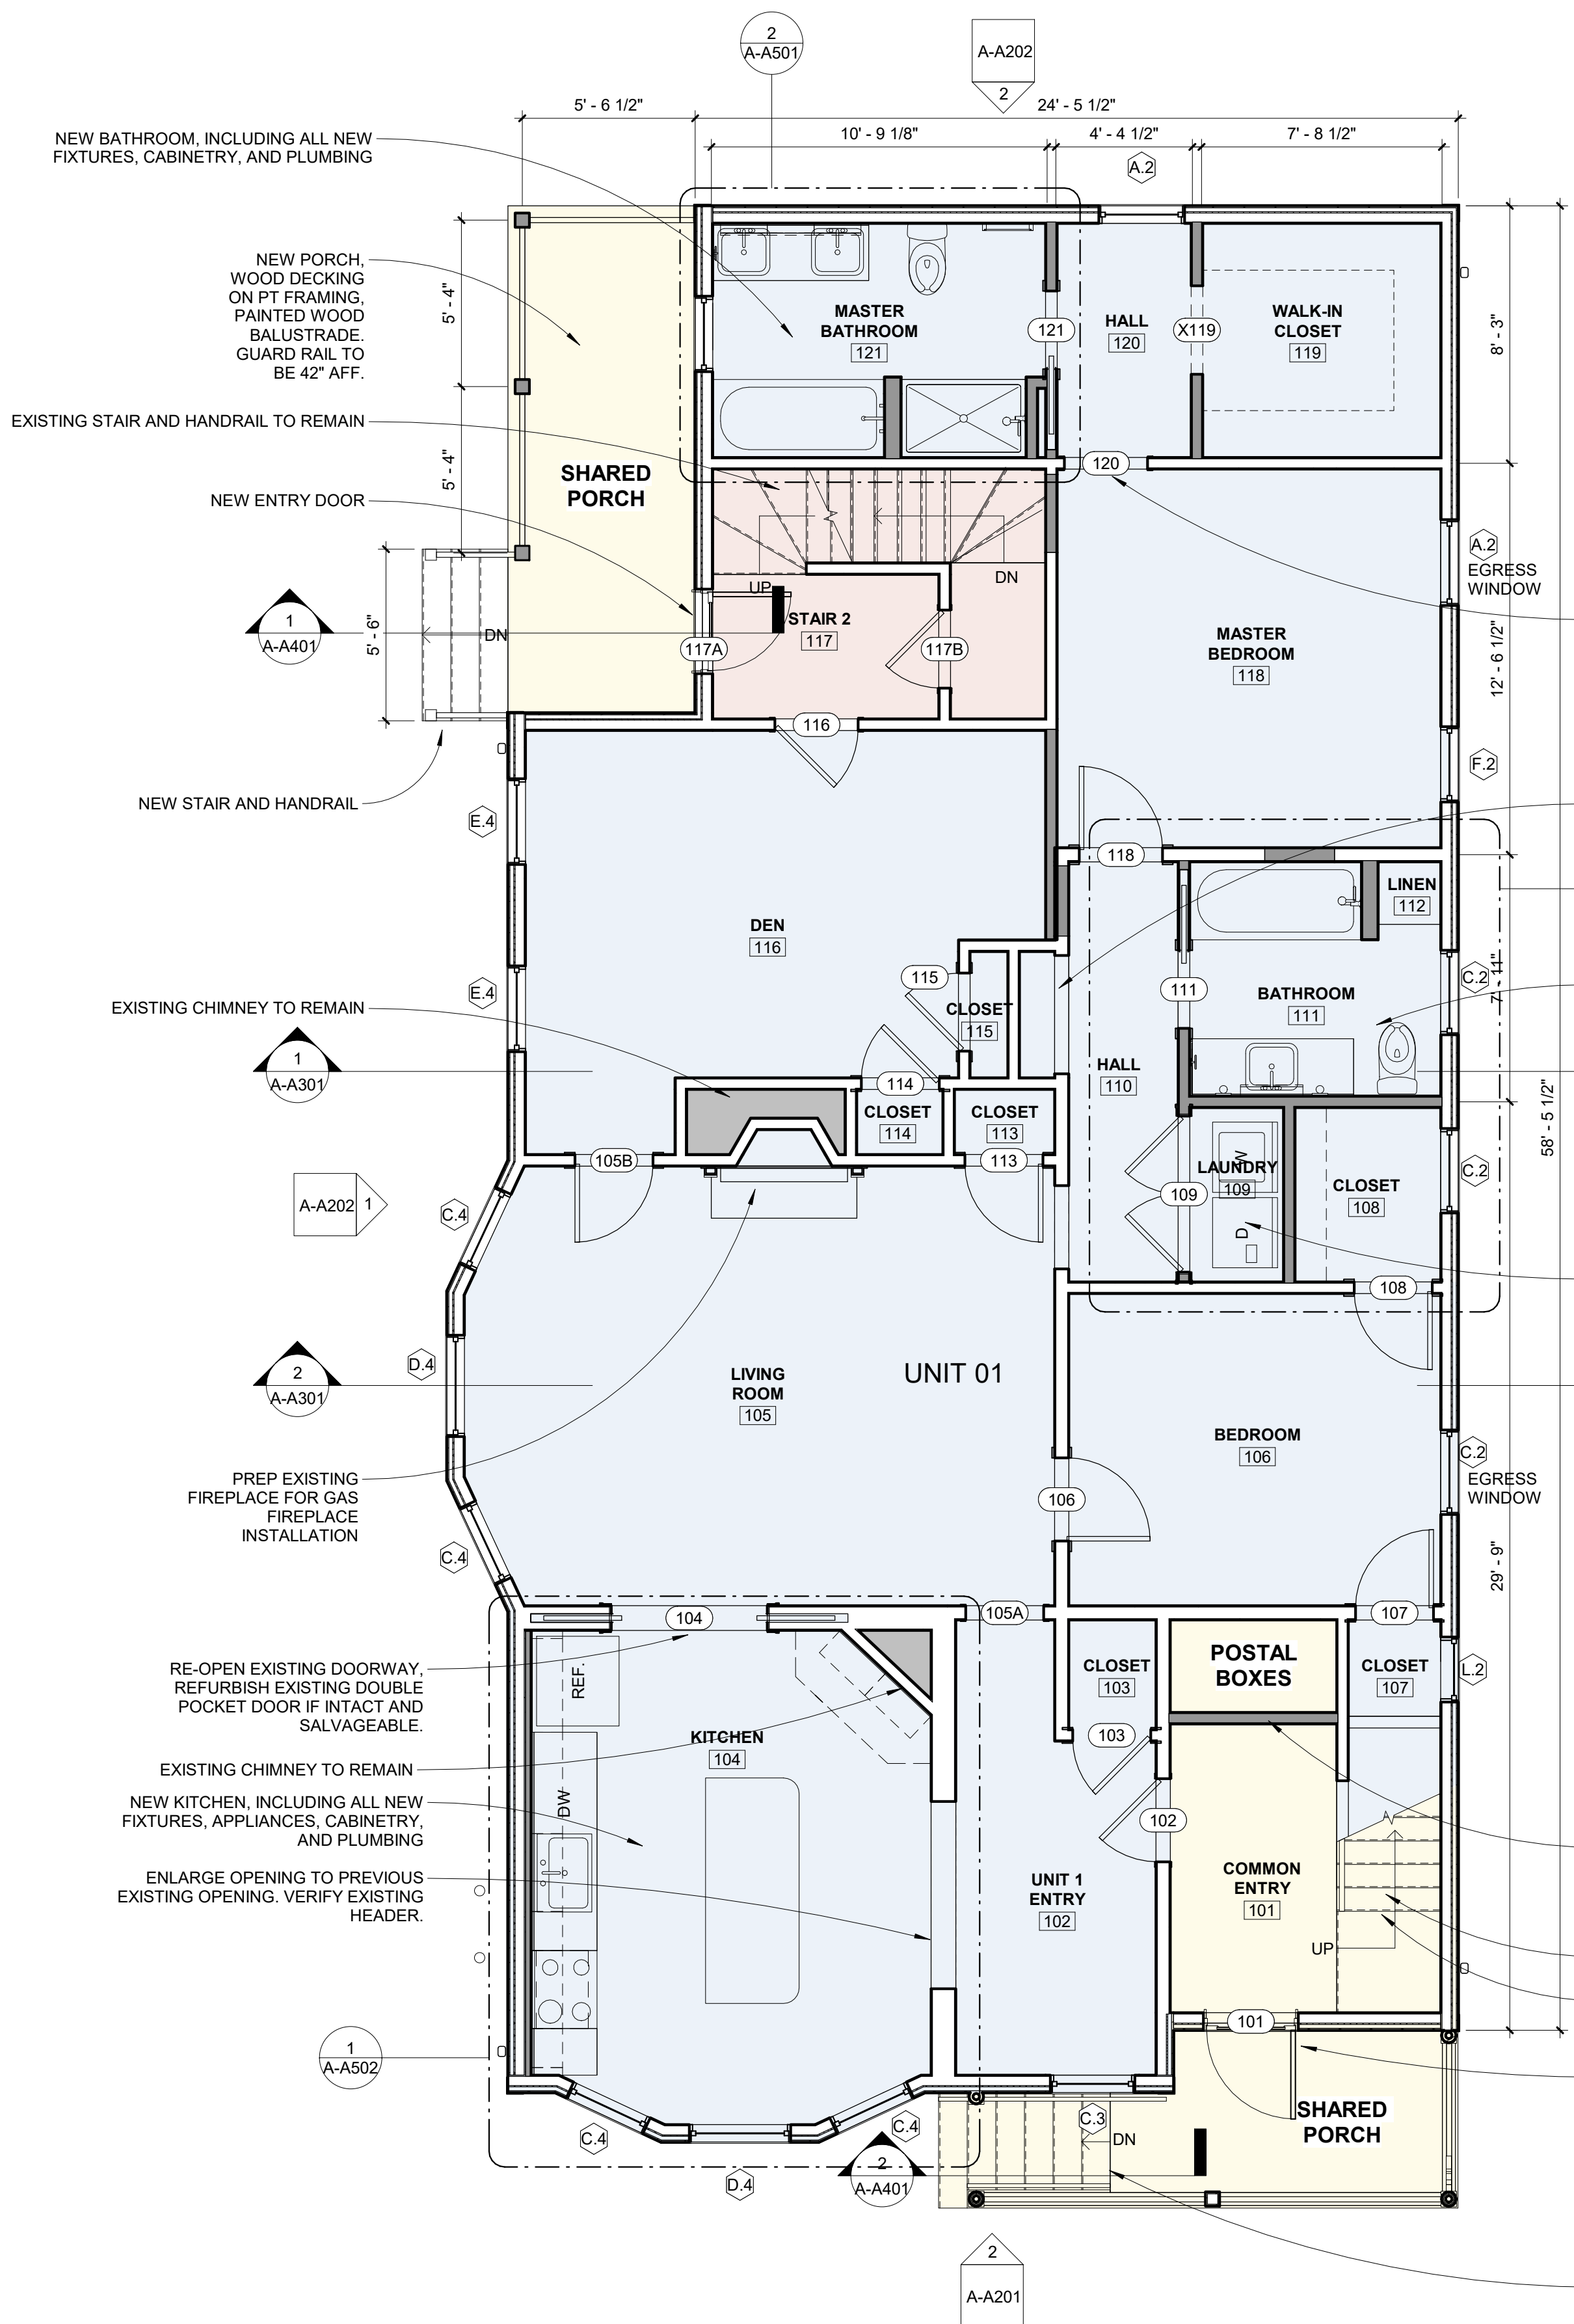 2
A-A501
A-A202
2
5' - 6 1/2"
24' - 5 1/2"
10' - 9 1/8"
4' - 4 1/2"
7' - 8 1/2"
A.2
NEW BATHROOM, INCLUDING ALL NEW
FIXTURES, CABINETRY, AND PLUMBING
NEW PORCH,
WOOD DECKING
ON PT FRAMING,
PAINTED WOOD
BALUSTRADE.
GUARD RAIL TO
BE 42" AFF.
5' - 4"
MASTER
BATHROOM
121
121
HALL
120
X119
WALK-IN
CLOSET
119
8' - 3"
EXISTING STAIR AND HANDRAIL TO REMAIN
5' - 4"
SHARED
PORCH
120
NEW ENTRY DOOR
A.2
EGRESS
WINDOW
UP
DN
1
A-A401
5' - 6"
DN
STAIR 2
117
117A
117B
MASTER
BEDROOM
118
12' - 6 1/2"
116
F.2
NEW STAIR AND HANDRAIL
E.4
118
LINEN
112
DEN
116
E.4
115
CLOSET
115
111
BATHROOM
111
C.2
7' - 11"
EXISTING CHIMNEY TO REMAIN
1
A-A301
114
HALL
110
CLOSET
114
CLOSET
113
58' - 5 1/2"
105B
113
W
LAUNDRY
109
109
D
CLOSET
108
C.2
A-A202
1
C.4
108
2
A-A301
D.4
LIVING
ROOM
105
UNIT 01
BEDROOM
106
C.2
EGRESS
WINDOW
PREP EXISTING
FIREPLACE FOR GAS
FIREPLACE
INSTALLATION
106
C.4
29' - 9"
104
105A
107
RE-OPEN EXISTING DOORWAY,
REFURBISH EXISTING DOUBLE
POCKET DOOR IF INTACT AND
SALVAGEABLE.
REF.
CLOSET
103
POSTAL
BOXES
CLOSET
107
L.2
KITCHEN
104
103
EXISTING CHIMNEY TO REMAIN
NEW KITCHEN, INCLUDING ALL NEW
FIXTURES, APPLIANCES, CABINETRY,
AND PLUMBING
DW
102
ENLARGE OPENING TO PREVIOUS
EXISTING OPENING. VERIFY EXISTING
HEADER.
UNIT 1
ENTRY
102
COMMON
ENTRY
101
UP
101
1
A-A502
C.4
C.4
D.4
C.3
DN
SHARED
PORCH
2
A-A401
2
A-A201